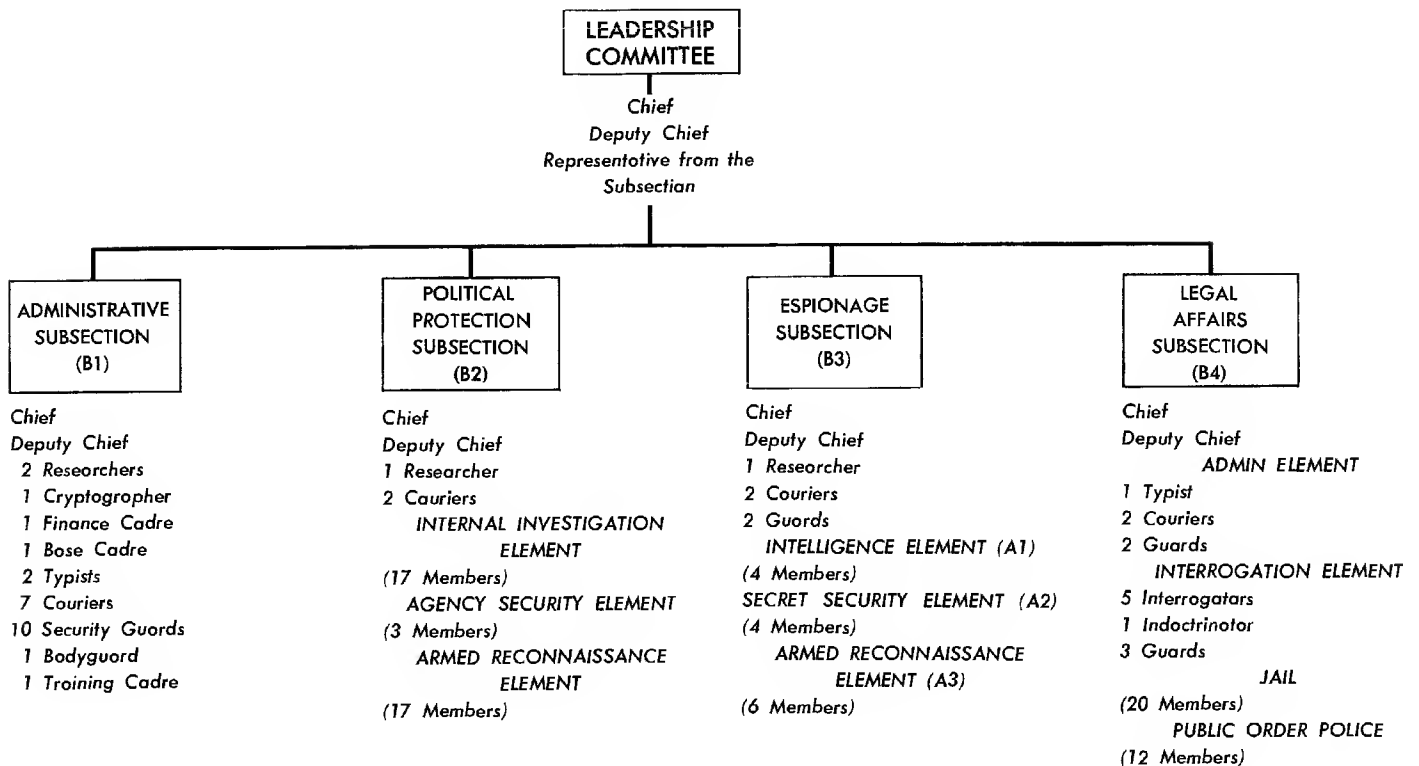 LEADERSHIP
COMMITTEE
Chief
Deputy Chief
Representotive from the
Subsectian
ADMINISTRATIVE
SUBSECTION
(B1)
Chief
Deputy Chief
2 Researchers
1 Cryptogropher
1 Finance Cadre
1 Bose Cadre
2 Typists
7 Couriers
10 Security Guords
1 Bodyguord
1 Troining Cadre
POLITICAL
PROTECTION
SUBSECTION
(B2)
Chief
Deputy Chief
1 Researcher
2 Cauriers
INTERNAL INVESTIGATION
ELEMENT
(17 Members)
AGENCY SECURITY ELEMENT
(3 Members)
ARMED RECONNAISSANCE
ELEMENT
(17 Members)
ESPIONAGE
SUBSECTION
(B3)
Chief
Deputy Chief
1 Researcher
2 Couriers
2 Guords
INTELLIGENCE ELEMENT (A1)
(4 Members)
SECRET SECURITY ELEMENT (A2)
(4 Members)
ARMED RECONNAISSANCE
ELEMENT (A3)
(6 Members)
LEGAL
AFFAIRS
SUBSECTION
(B4)
Chief
Deputy Chief
ADMIN ELEMENT
1 Typist
2 Couriers
2 Guards
INTERROGATION ELEMENT
5 Interrogatars
1 Indoctrinotor
3 Guards
JAIL
(20 Members)
PUBLIC ORDER POLICE
(12 Members)